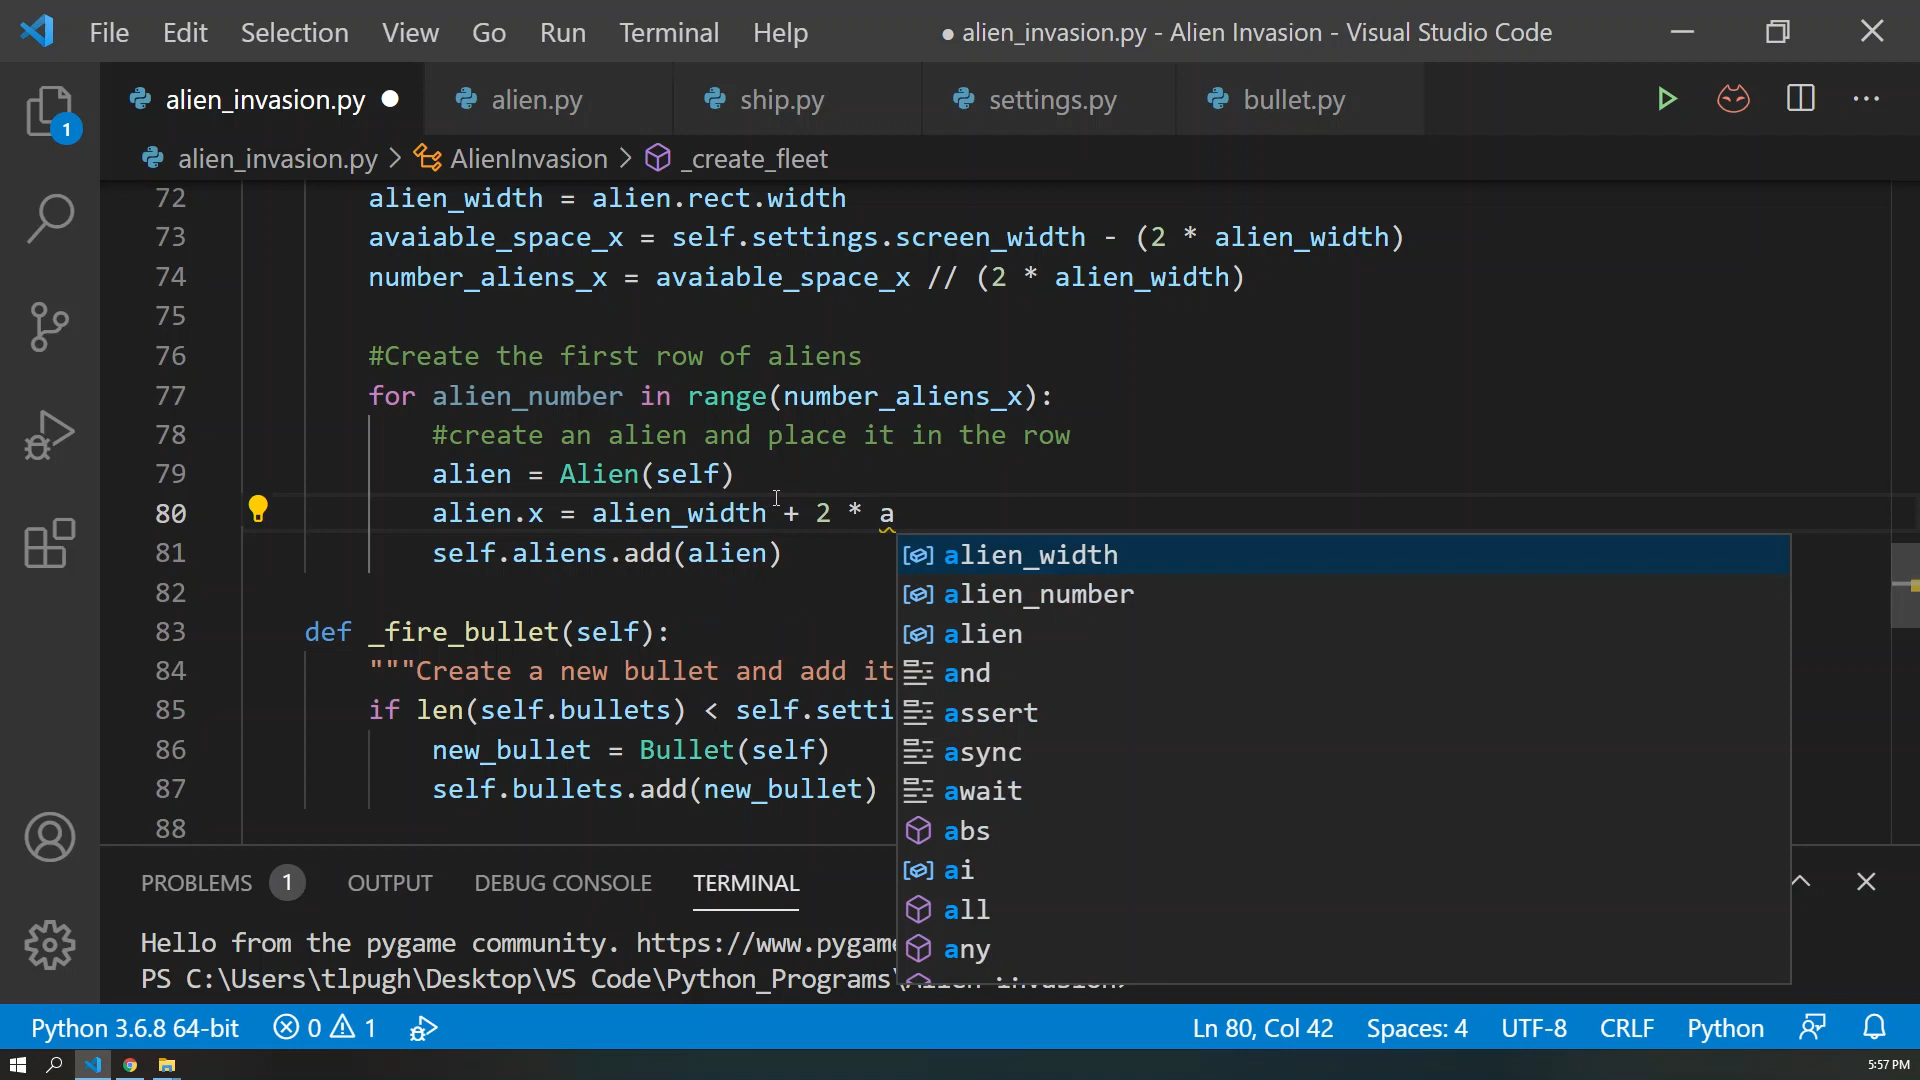 File Edit Selection View Go Run Terminal Help
● alien_invasion.py - Alien Invasion - Visual Studio Code
alien_invasion.py
alien.py
ship.py
settings.py
bullet.py
1
alien_invasion.py > AlienInvasion > _create_fleet
72 alien_width = alien.rect.width
73 avaiable_space_x = self.settings.screen_width - (2 * alien_width)
74 number_aliens_x = avaiable_space_x // (2 * alien_width)
75
76 #Create the first row of aliens
77 for alien_number in range(number_aliens_x):
78 #create an alien and place it in the row
79 alien = Alien(self)
80 alien.x = alien_width + 2 * a
81 self.aliens.add(alien)
82
83 def _fire_bullet(self):
84 """Create a new bullet and add it
85 if len(self.bullets) < self.setti
86 new_bullet = Bullet(self)
87 self.bullets.add(new_bullet)
88
alien_width
alien_number
alien
and
assert
async
await
abs
ai
all
any
PROBLEMS 1 OUTPUT DEBUG CONSOLE TERMINAL
Hello from the pygame community. https://www.pygame
PS C:\Users\tlpugh\Desktop\VS Code\Python_Programs\
Python 3.6.8 64-bit 0 1 Ln 80, Col 42 Spaces: 4 UTF-8 CRLF Python
5:57 PM